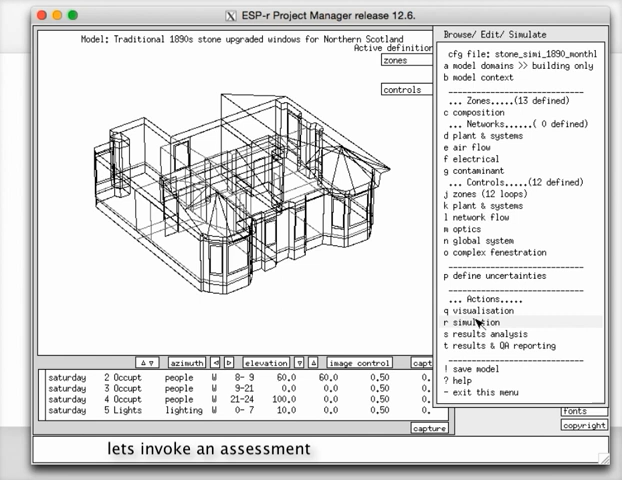 ESP-r Project Manager release 12.6.
Model: Traditional 1890s stone upgraded windows for Northern Scotland
Active definition
zones
controls
Browse/ Edit/ Simulate
cfg file: stone_simi_1890_monthl
a model domains >> building only
b model context
... Zones.....(13 defined)
c composition
... Networks......( 0 defined)
d plant & systems
e air flow
f electrical
g contaminant
... Controls.....(12 defined)
j zones (12 loops)
k plant & systems
l network flow
m optics
n global system
o complex fenestration
p define uncertainties
... Actions.....
q visualisation
r simulation
s results analysis
t results & QA reporting
! save model
? help
- exit this menu
azimuth elevation image control capt
saturday 2 Occupt people W 8- 9 60.0 60.0 0.50 0.
saturday 3 Occupt people W 9-21 0.0 0.0 0.50 0.
saturday 4 Occupt people W 21-24 100.0 0.0 0.50 0.
saturday 5 Lights lighting W 0- 7 10.0 0.0 0.50 0.
fonts
capture copyright
lets invoke an assessment